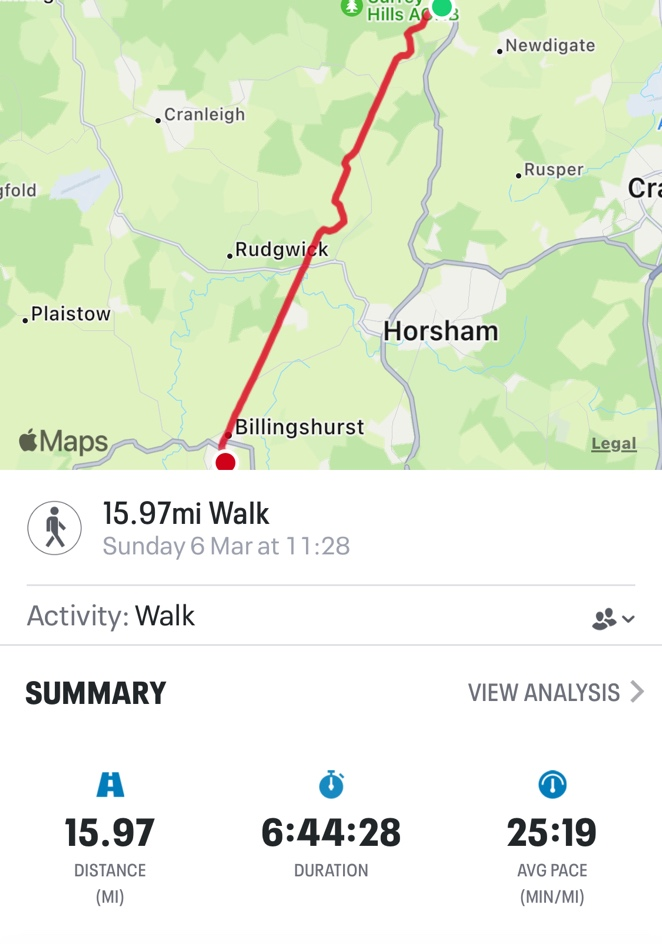 Surrey
Hills AONB
Newdigate
Cranleigh
Rusper
gfold
Cra
Rudgwick
Plaistow
Horsham
Billingshurst
Maps
Legal
15.97mi Walk
Sunday 6 Mar at 11:28
Activity: Walk
SUMMARY
VIEW ANALYSIS
15.97
6:44:28
25:19
DISTANCE
(MI)
DURATION
AVG PACE
(MIN/MI)